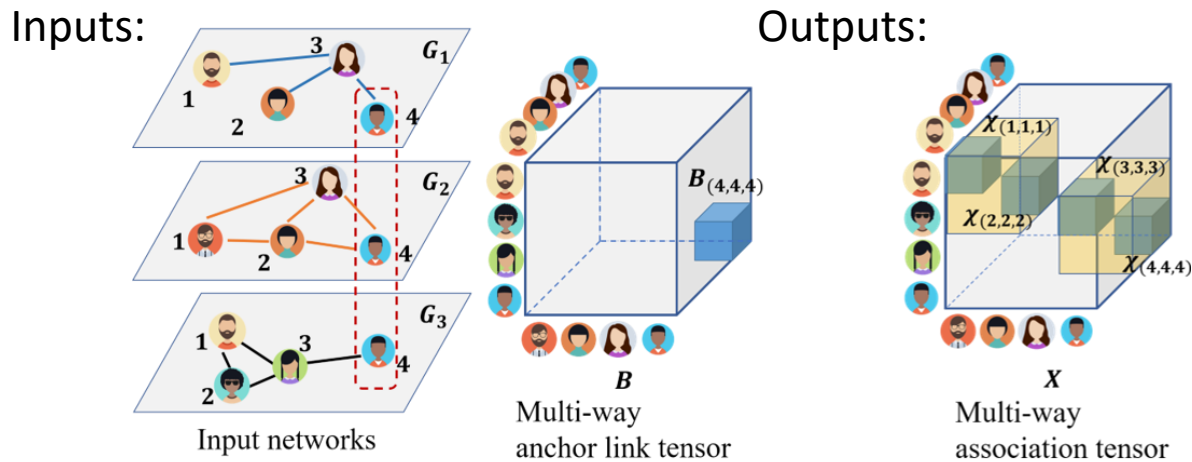 Inputs:
Outputs:
G1
1
2
3
4
G2
1
2
3
4
G3
1
2
3
4
Input networks
B(4,4,4)
B
Multi-way
anchor link tensor
χ(1,1,1)
χ(3,3,3)
χ(2,2,2)
χ(4,4,4)
X
Multi-way
association tensor